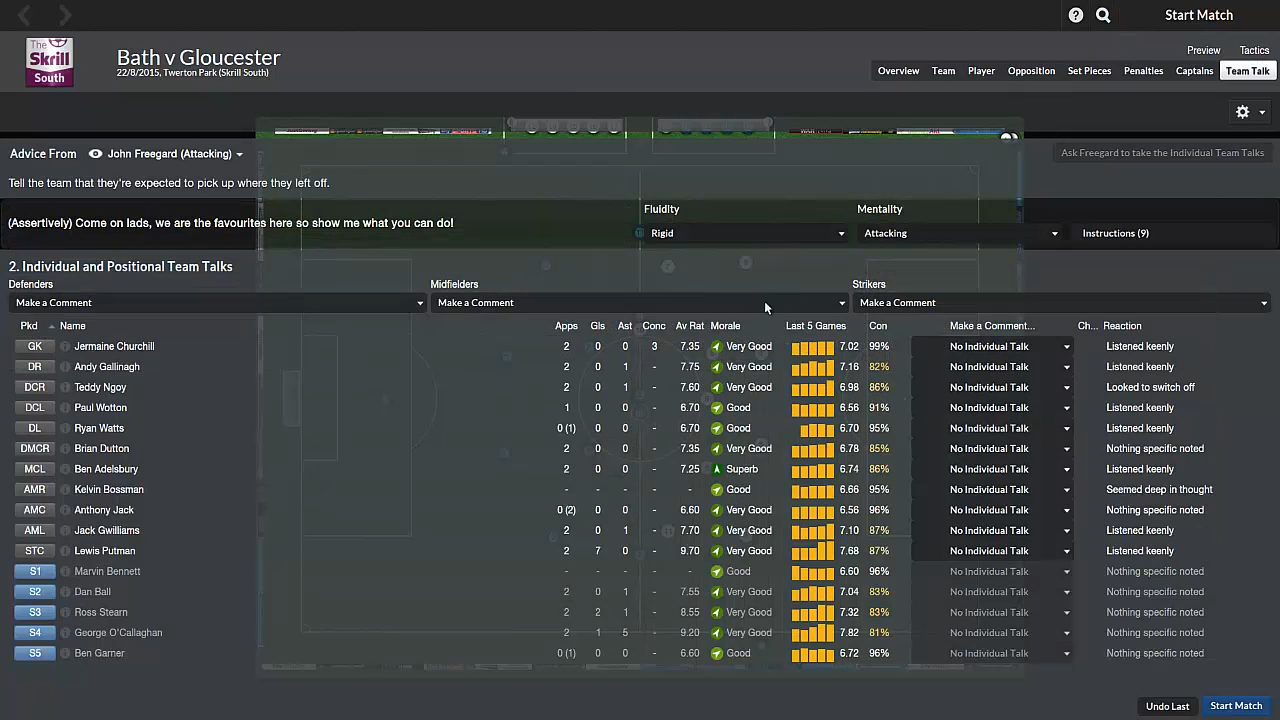 Start Match
The
Skrill
South
Bath v Gloucester
22/8/2015, Twerton Park (Skrill South)
Preview Tactics
Overview Team Player Opposition Set Pieces Penalties Captains Team Talk
Advice From John Freegard (Attacking)
Ask Freegard to take the Individual Team Talks
Tell the team that they're expected to pick up where they left off.
Fluidity Mentality
(Assertively) Come on lads, we are the favourites here so show me what you can do!
Rigid Attacking Instructions (9)
2. Individual and Positional Team Talks
Defenders Midfielders Strikers
Make a Comment Make a Comment Make a Comment
Pkd Name Apps Gls Ast Conc Av Rat Morale Last 5 Games Con Make a Comment... Ch... Reaction
GK Jermaine Churchill 2 0 0 3 7.35 Very Good 7.02 99% No Individual Talk Listened keenly
DR Andy Gallinagh 2 0 1 - 7.75 Very Good 7.16 82% No Individual Talk Listened keenly
DCR Teddy Ngoy 2 0 1 - 7.60 Very Good 6.98 86% No Individual Talk Looked to switch off
DCL Paul Wotton 1 0 0 - 6.70 Good 6.56 91% No Individual Talk Listened keenly
DL Ryan Watts 0 (1) 0 0 - 6.70 Good 6.70 95% No Individual Talk Listened keenly
DMCR Brian Dutton 2 0 0 - 7.35 Very Good 6.78 85% No Individual Talk Nothing specific noted
MCL Ben Adelsbury 2 0 0 - 7.25 Superb 6.74 86% No Individual Talk Listened keenly
AMR Kelvin Bossman - - - - - Good 6.66 95% No Individual Talk Seemed deep in thought
AMC Anthony Jack 0 (2) 0 0 - 6.60 Very Good 6.56 96% No Individual Talk Nothing specific noted
AML Jack Gwilliams 2 0 1 - 7.70 Very Good 7.10 87% No Individual Talk Listened keenly
STC Lewis Putman 2 7 0 - 9.70 Very Good 7.68 87% No Individual Talk Listened keenly
S1 Marvin Bennett - - - - - Good 6.60 96% No Individual Talk Nothing specific noted
S2 Dan Ball 2 0 1 - 7.55 Very Good 7.04 83% No Individual Talk Nothing specific noted
S3 Ross Stearn 2 2 1 - 8.55 Very Good 7.32 83% No Individual Talk Nothing specific noted
S4 George O'Callaghan 2 1 5 - 9.20 Very Good 7.82 81% No Individual Talk Nothing specific noted
S5 Ben Garner 0 (1) 0 0 - 6.60 Good 6.72 96% No Individual Talk Nothing specific noted
Undo Last Start Match